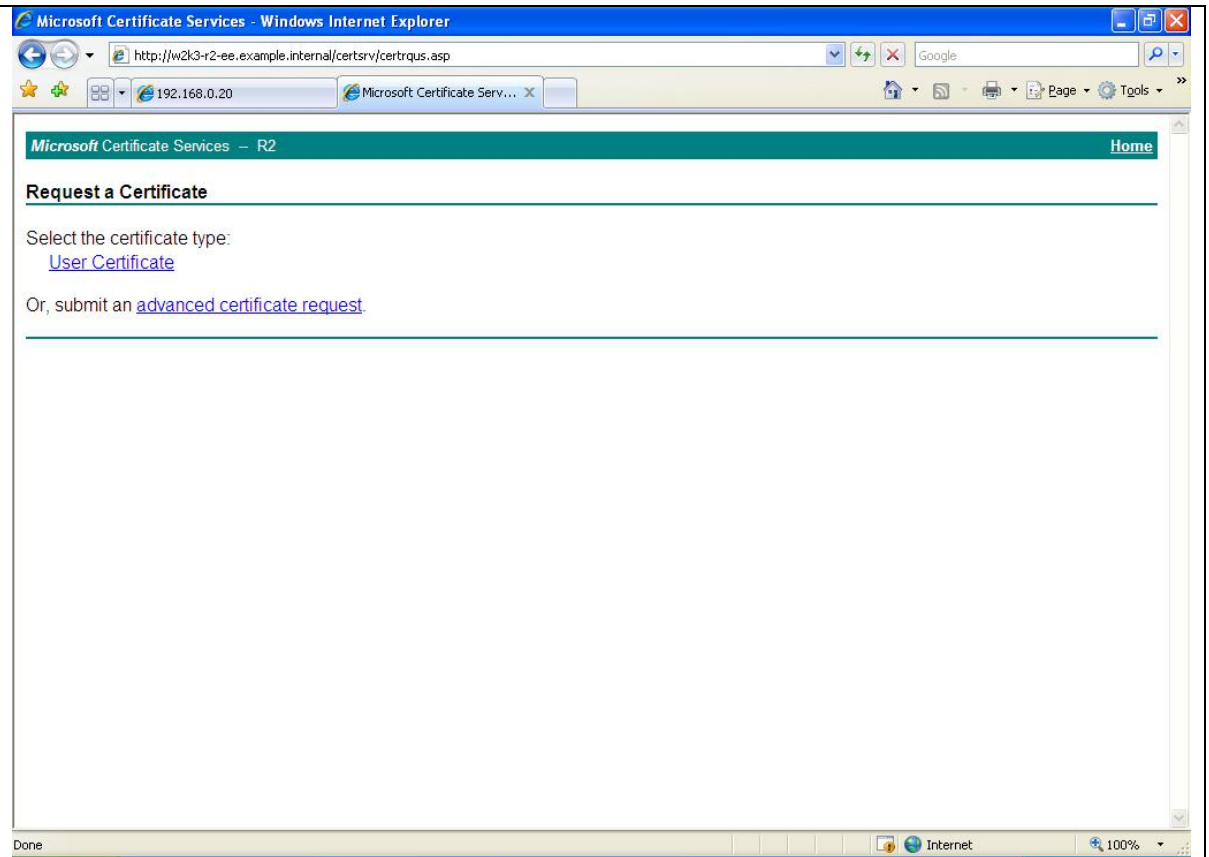 Microsoft Certificate Services - Windows Internet Explorer
http://w2k3-r2-ee.example.internal/certsrv/certrqus.asp
Google
192.168.0.20
Microsoft Certificate Serv...
Page
Tools
»
Microsoft Certificate Services -- R2
Home
Request a Certificate
Select the certificate type:
User Certificate
Or, submit an advanced certificate request.
Done
Internet
100%